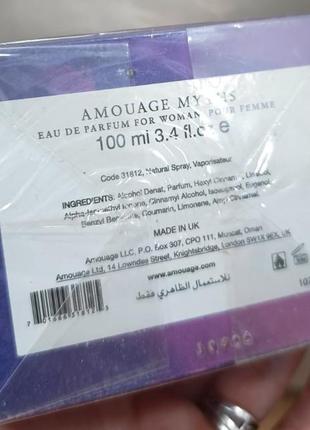 AMOUAGE MYTHS
EAU DE PARFUM FOR WOMAN POUR FEMME
100 ml 3.4 fl.oz e
Code 31812, Natural Spray, Vaporisateur
INGREDIENTS: Alcohol Denat, Parfum, Hexyl Cinnam Linalool,
Alpha-Isomethyl Ionone, Cinnamyl Alcohol, Isoeugenol, Eugenol,
Benzyl Benzoate, Coumarin, Limonene, Amyl Cinnamal
MADE IN UK
Amouage L.L.C. P.O Box 307, CPO 111, Muscat, Oman
Amouage Ltd, 14 Lowndes Street, Knightsbridge, London SW1X 9EX, UK
www.amouage.com
للاستعمال الظاهري فقط